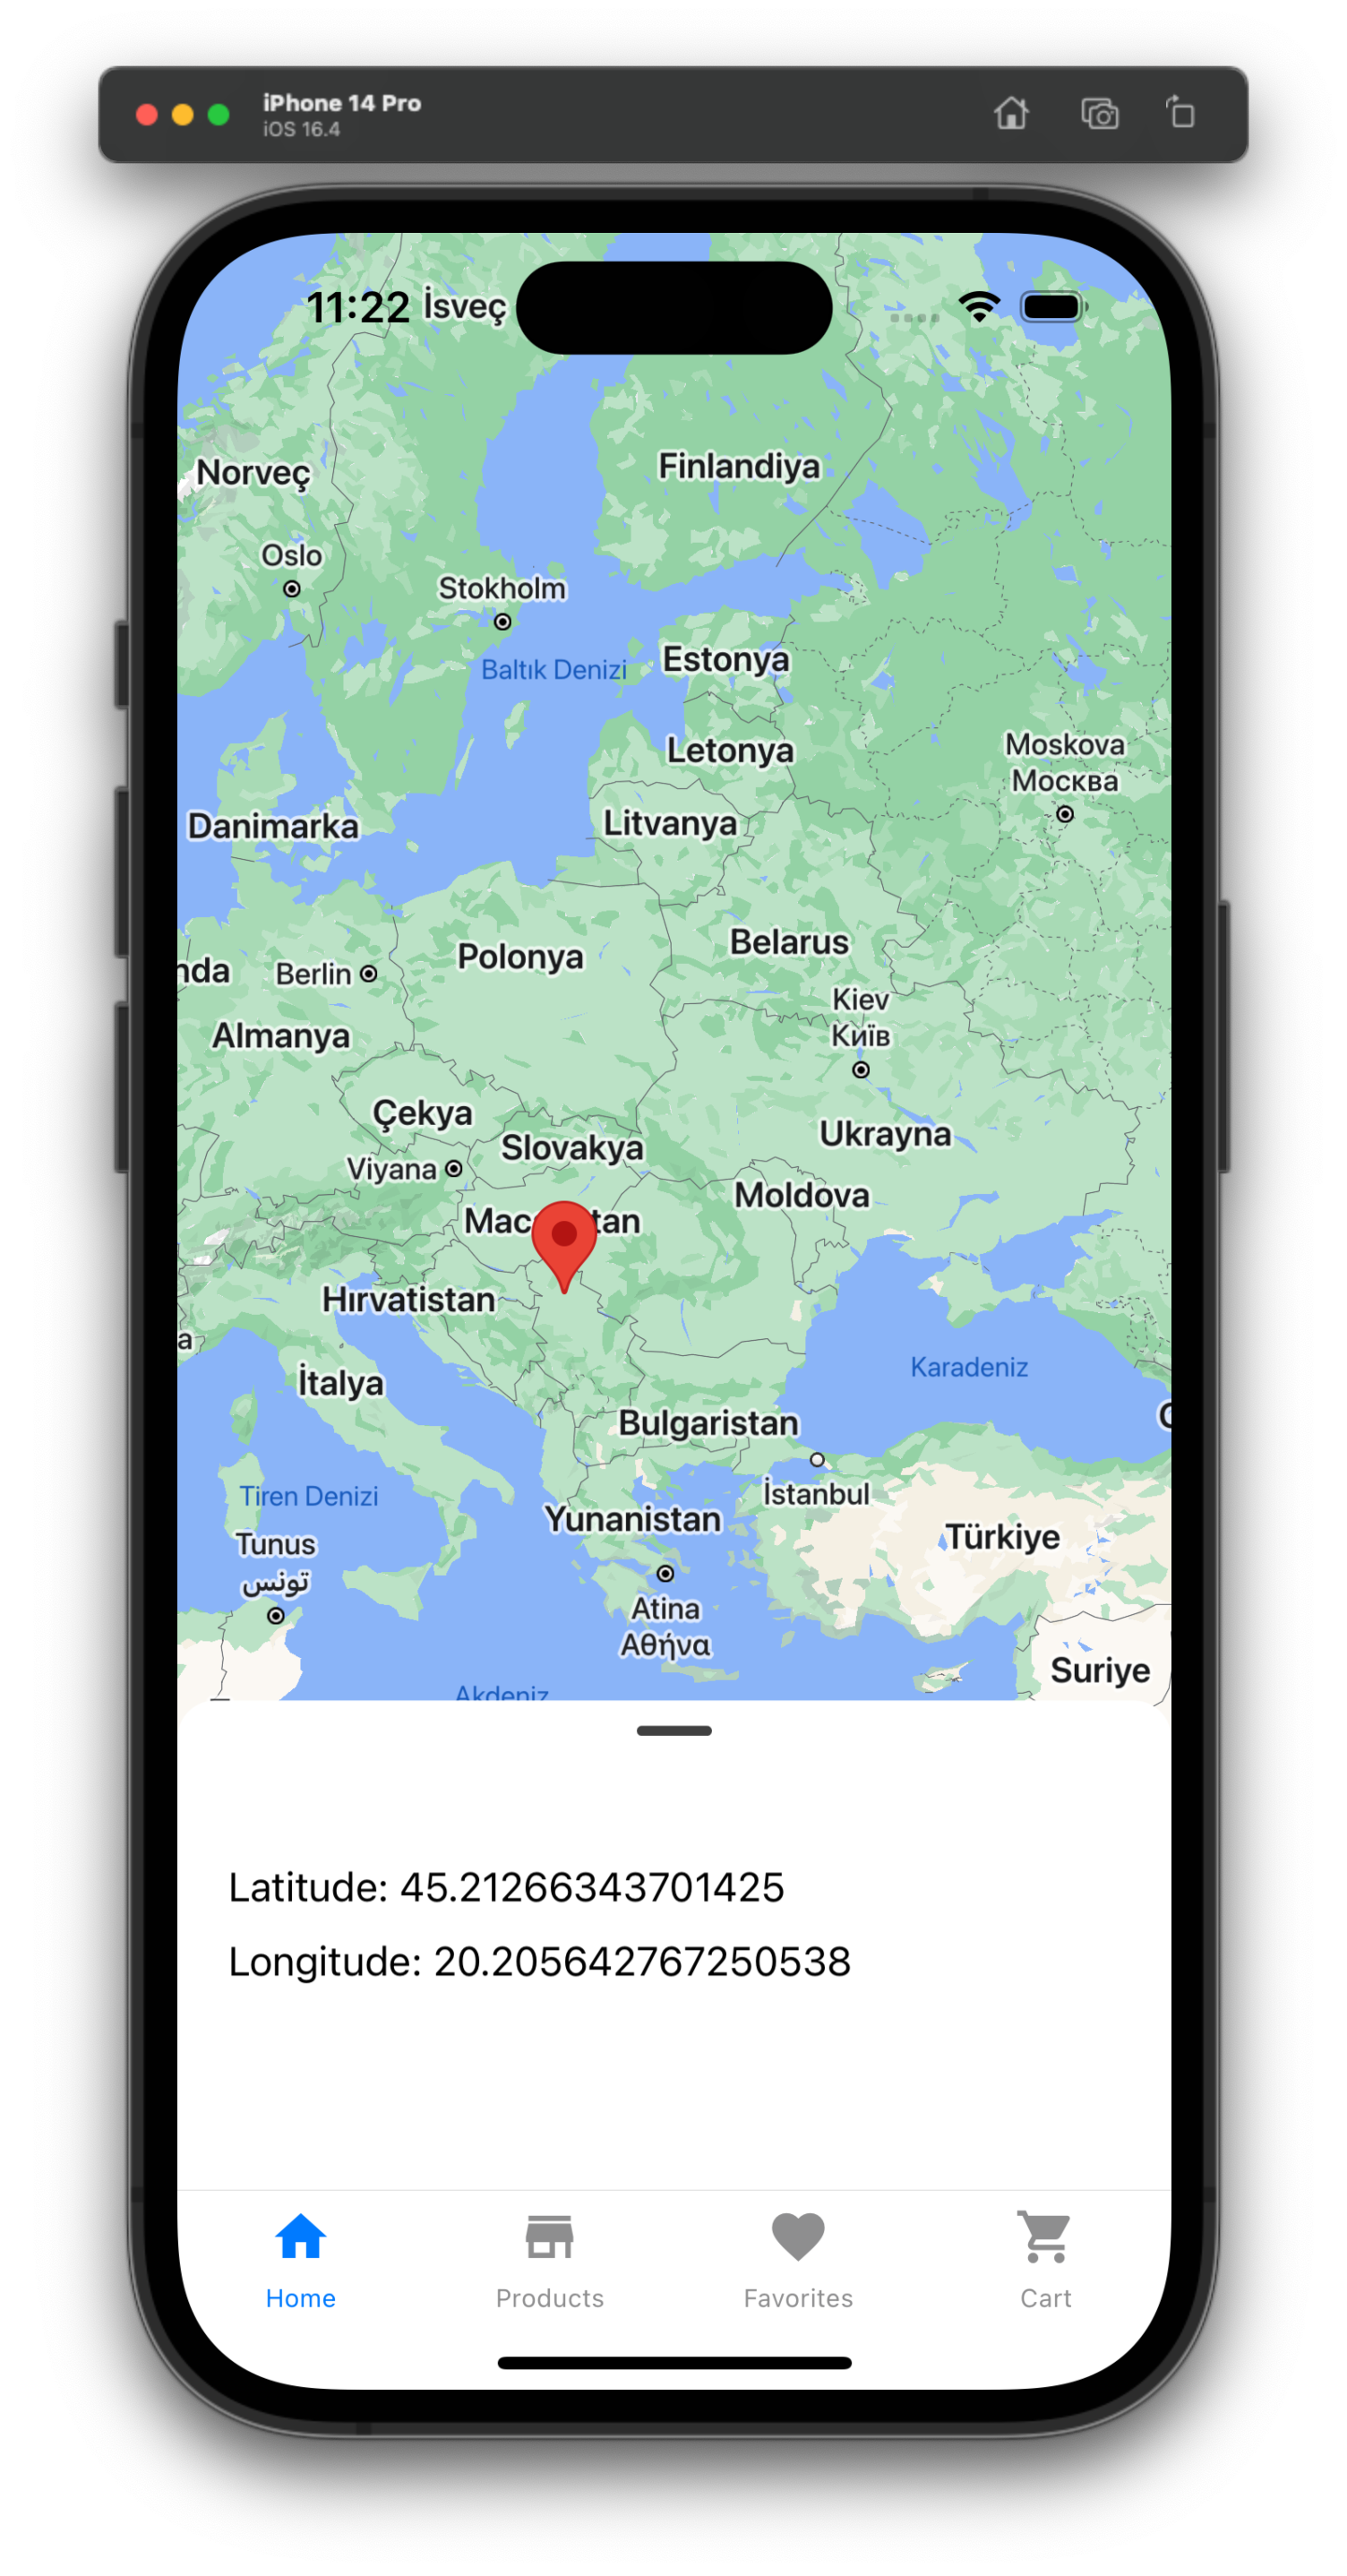 iPhone 14 Pro
iOS 16.4
11:22
İsveç
Norveç
Finlandiya
Oslo
Stokholm
Baltık Denizi
Estonya
Letonya
Moskova
Москва
Danimarka
Litvanya
Belarus
Polonya
nda
Berlin
Kiev
Київ
Almanya
Çekya
Slovakya
Ukrayna
Viyana
Moldova
Mac tan
Hırvatistan
a
Karadeniz
İtalya
Bulgaristan
İstanbul
Tiren Denizi
Yunanistan
Türkiye
Tunus
تونس
Atina
Αθήνα
Suriye
Akdeniz
Latitude: 45.21266343701425
Longitude: 20.205642767250538
Home
Products
Favorites
Cart